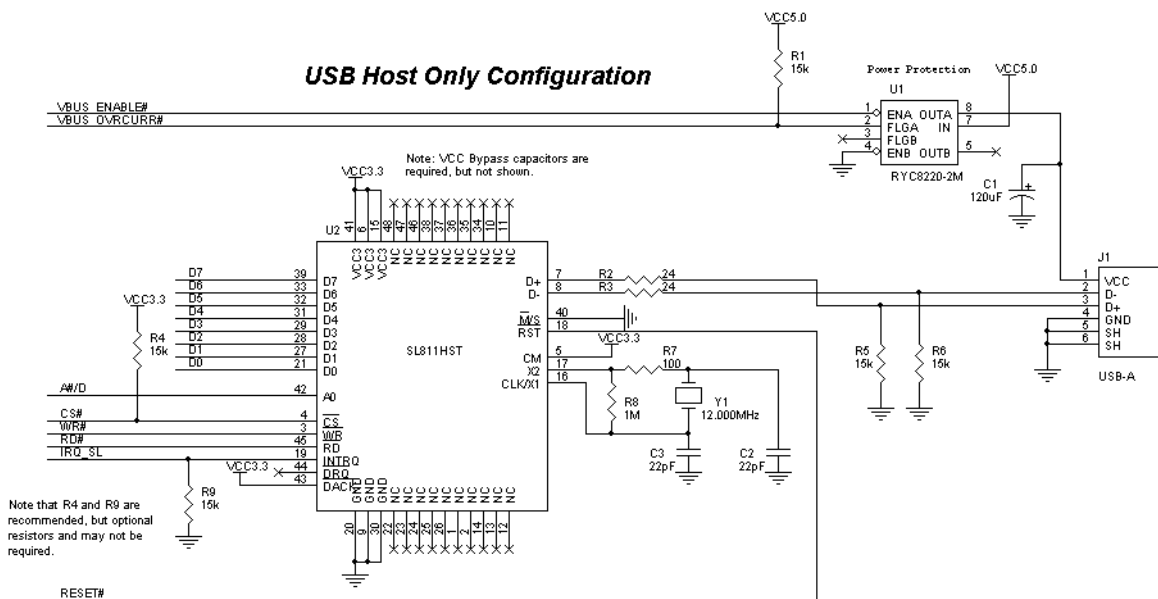 USB Host Only Configuration
VCC5.0
R1
15k
Power Protection
VCC5.0
U1
VBUS_ENABLE#
VBUS_OVRCURR#
1 ENA OUTA 8
2 FLGA IN 7
3 FLGB
4 ENB OUTB 5
RYC8220-2M
C1
120uF
Note: VCC Bypass capacitors are
required, but not shown.
VCC3.3
U2
41 6 15 48 47 46 38 37 36 35 34 10 11
VCC3 VCC3 VCC3 NC NC NC NC NC NC NC NC NC NC
D7 39 D7
D6 33 D6
D5 32 D5
D4 31 D4
D3 29 D3
D2 28 D2
D1 27 D1
D0 21 D0
VCC3.3
R4
15k
A#/D 42 A0
CS# 4 CS
WR# 3 WR
RD# 45 RD
IRQ_SL 19 INTRQ
44 DRQ
VCC3.3 43 DACK
R9
15k
SL811HST
D+ 7 R2 24
D- 8 R3 24
M/S 40
RST 18
CM 5 VCC3.3
X2 17 R7
100
CLK/X1 16
R8
1M
Y1
12.000MHz
C3
22pF
C2
22pF
R5
15k
R6
15k
J1
1 VCC
2 D-
3 D+
4 GND
5 SH
6 SH
USB-A
GND GND GND NC NC NC NC NC NC NC NC NC NC
20 9 30 22 23 24 25 26 1 2 14 13 12
Note that R4 and R9 are
recommended, but optional
resistors and may not be
required.
RESET#